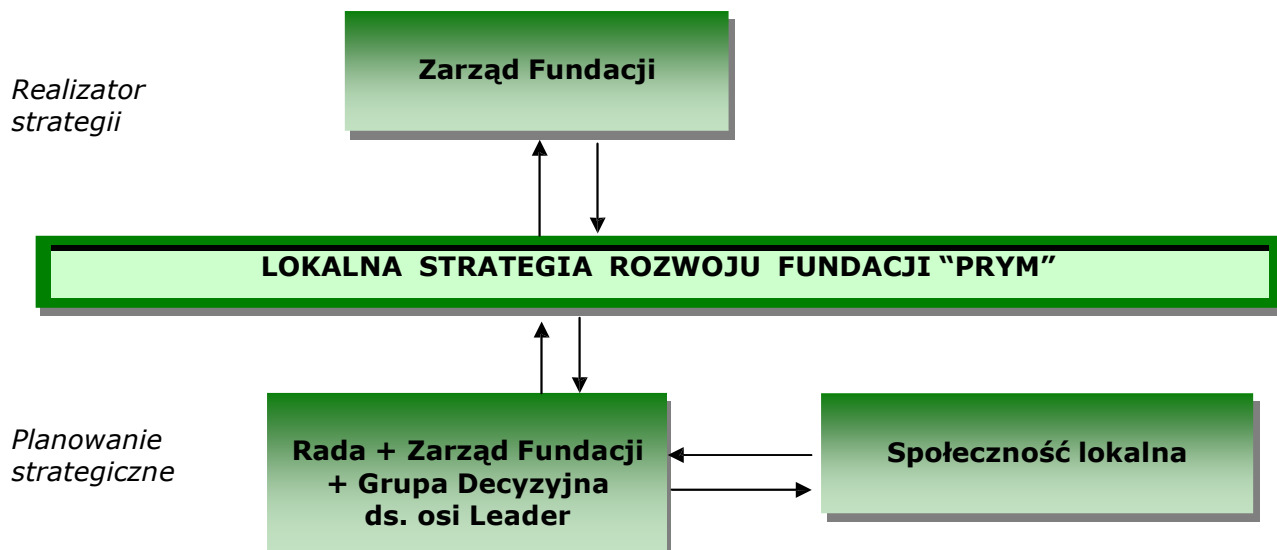 Realizator
strategii
Zarząd Fundacji
LOKALNA STRATEGIA ROZWOJU FUNDACJI “PRYM”
Planowanie
strategiczne
Rada + Zarząd Fundacji
+ Grupa Decyzyjna
ds. osi Leader
Społeczność lokalna